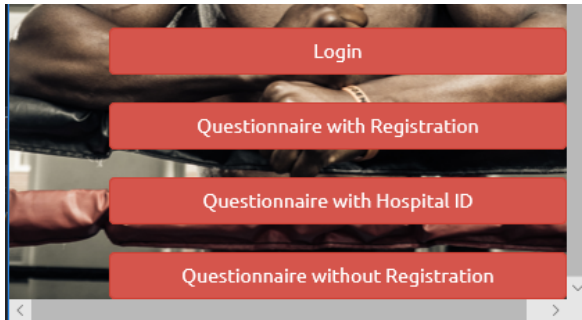 Login
Questionnaire with Registration
Questionnaire with Hospital ID
Questionnaire without Registration